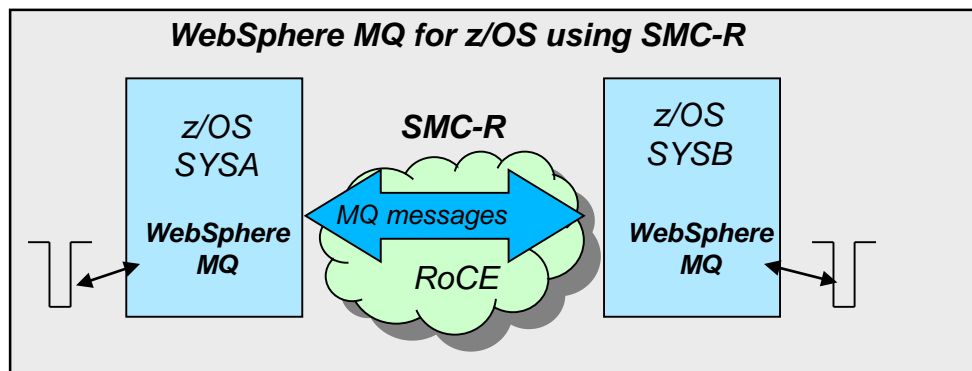 WebSphere MQ for z/OS using SMC-R
z/OS
SYSA
WebSphere
MQ
SMC-R
MQ messages
RoCE
z/OS
SYSB
WebSphere
MQ